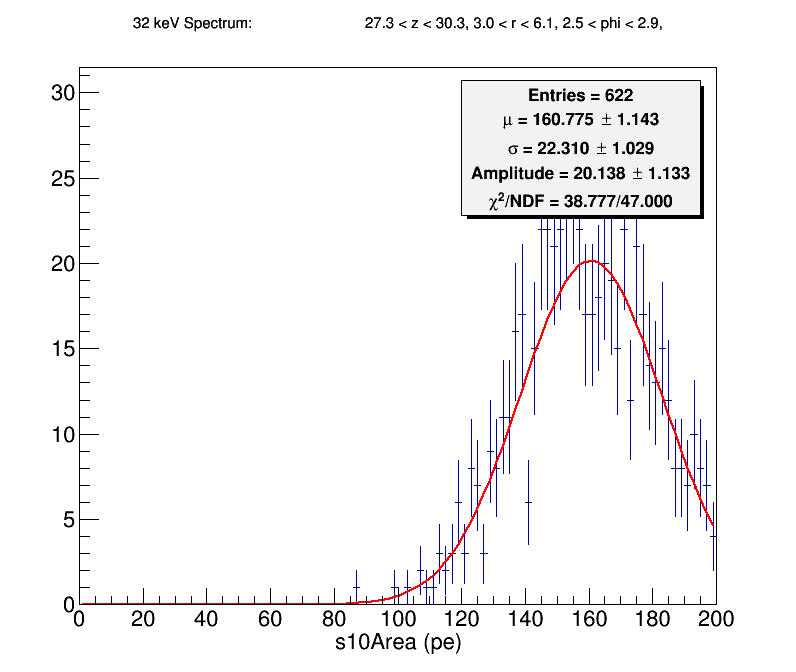 32 keV Spectrum: 27.3 < z < 30.3, 3.0 < r < 6.1, 2.5 < phi < 2.9,
Entries = 622
μ = 160.775 ± 1.143
σ = 22.310 ± 1.029
Amplitude = 20.138 ± 1.133
χ²/NDF = 38.777/47.000
30
25
20
15
10
5
0
0 20 40 60 80 100 120 140 160 180 200
s10Area (pe)